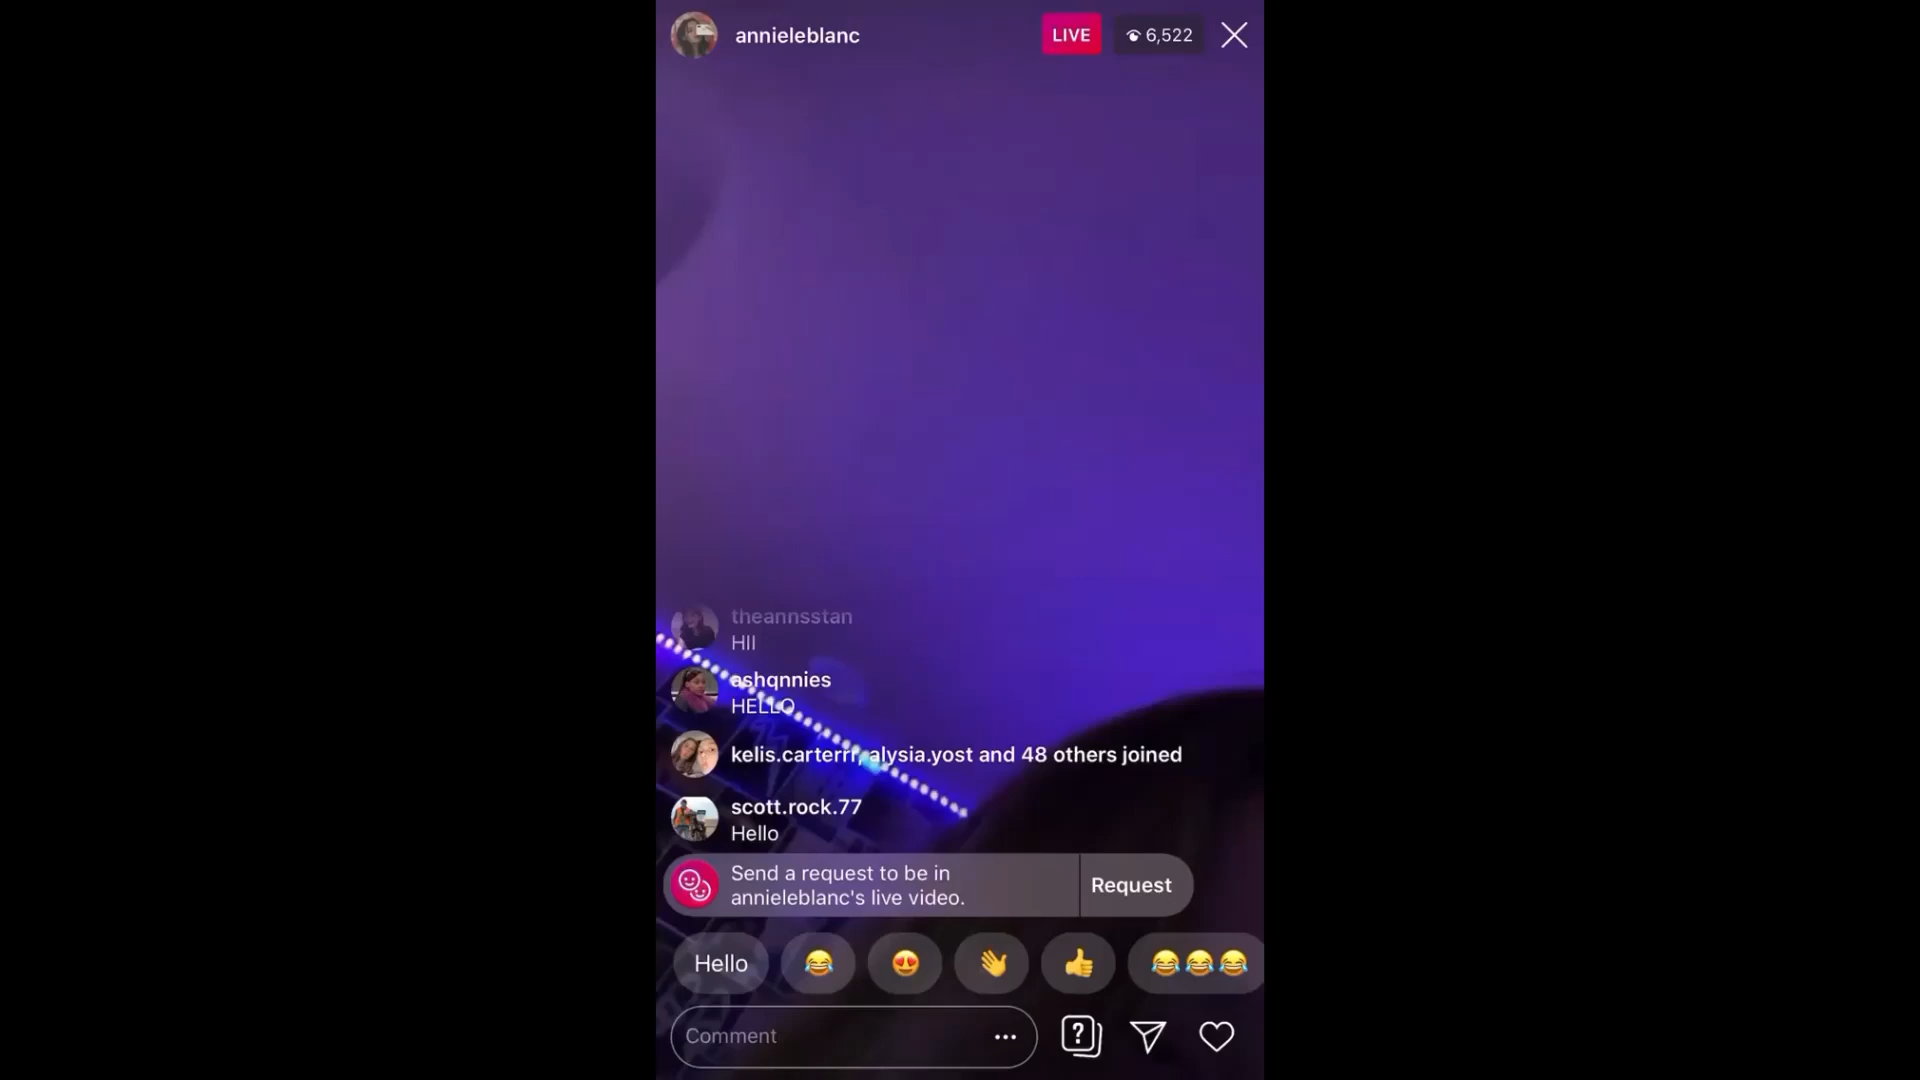 annieleblanc
LIVE
6,522
theannsstan
HII
ashqnnies
HELLO
kelis.carterrr, alysia.yost and 48 others joined
scott.rock.77
Hello
Send a request to be in
annieleblanc's live video.
Request
Hello
Comment